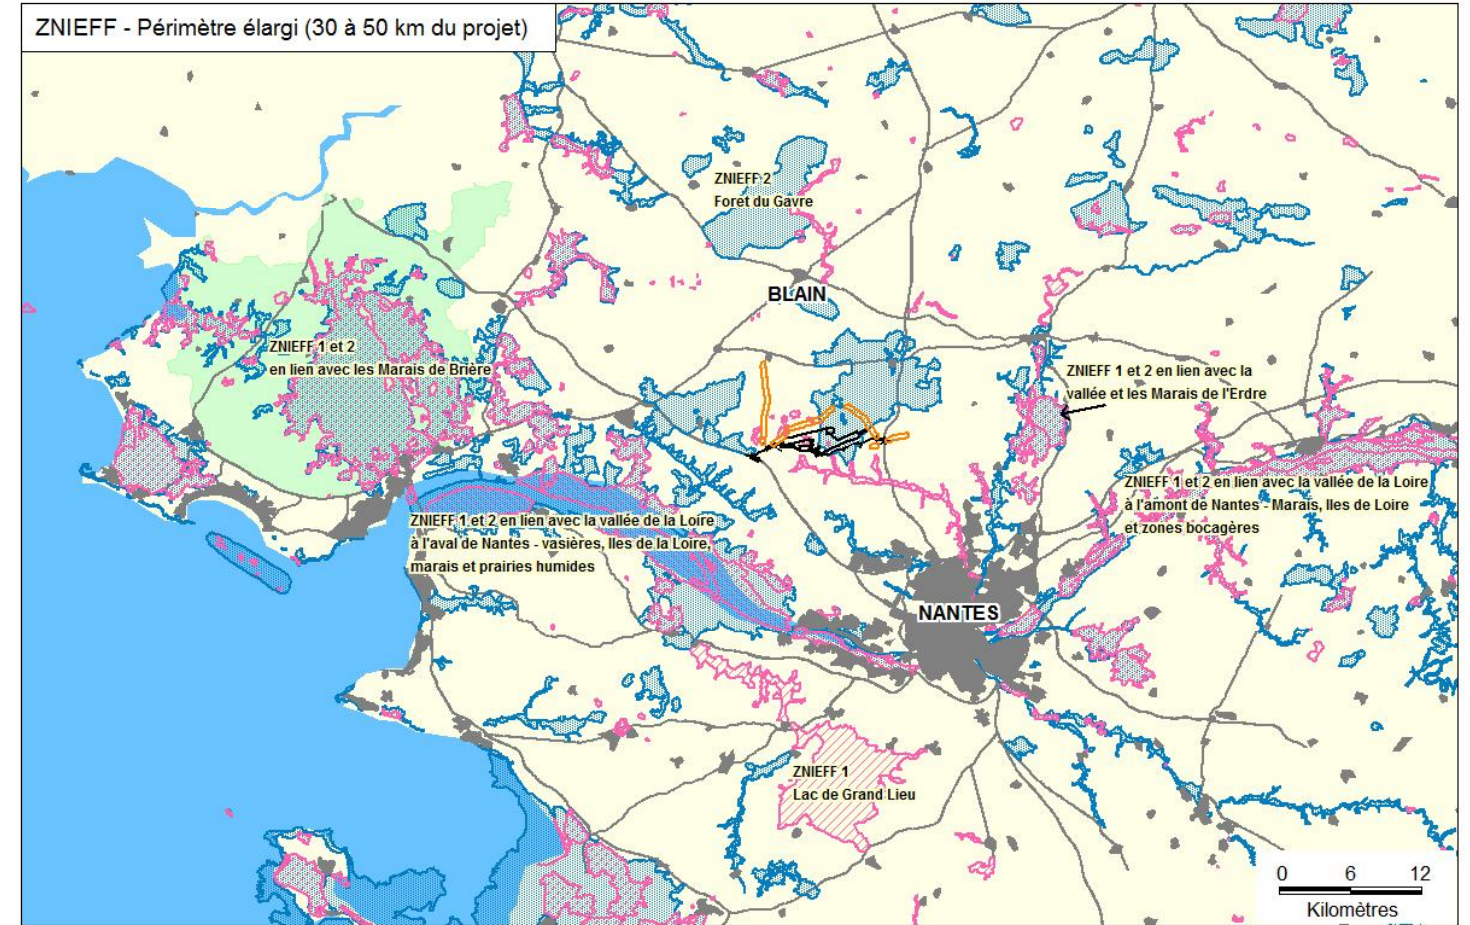 ZNIEFF - Périmètre élargi (30 à 50 km du projet)
ZNIEFF 2
Foret du Gavre
BLAIN
ZNIEFF 1 et 2
en lien avec les Marais de Brière
ZNIEFF 1 et 2 en lien avec la
vallée et les Marais de l'Erdre
ZNIEFF 1 et 2 en lien avec la vallée de la Loire
à l'amont de Nantes - Marais, Iles de Loire
et zones bocagères
ZNIEFF 1 et 2 en lien avec la vallée de la Loire
à l'aval de Nantes - vasières, Iles de la Loire,
marais et prairies humides
NANTES
ZNIEFF 1
Lac de Grand Lieu
0 6 12
Kilomètres